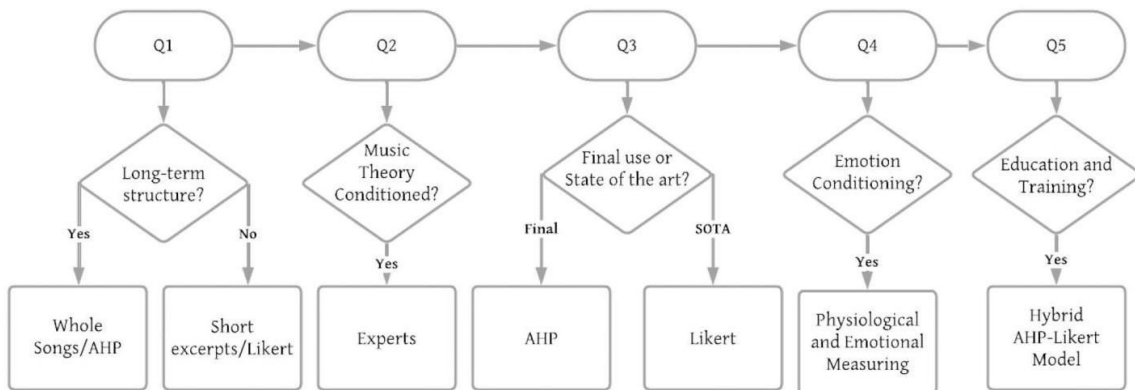 Q1
Q2
Q3
Q4
Q5
Long-term
structure?
Music
Theory
Conditioned?
Final use or
State of the art?
Emotion
Conditioning?
Education and
Training?
Yes
No
Yes
Final
SOTA
Yes
Yes
Whole
Songs/AHP
Short
excerpts/Likert
Experts
AHP
Likert
Physiological
and Emotional
Measuring
Hybrid
AHP-Likert
Model